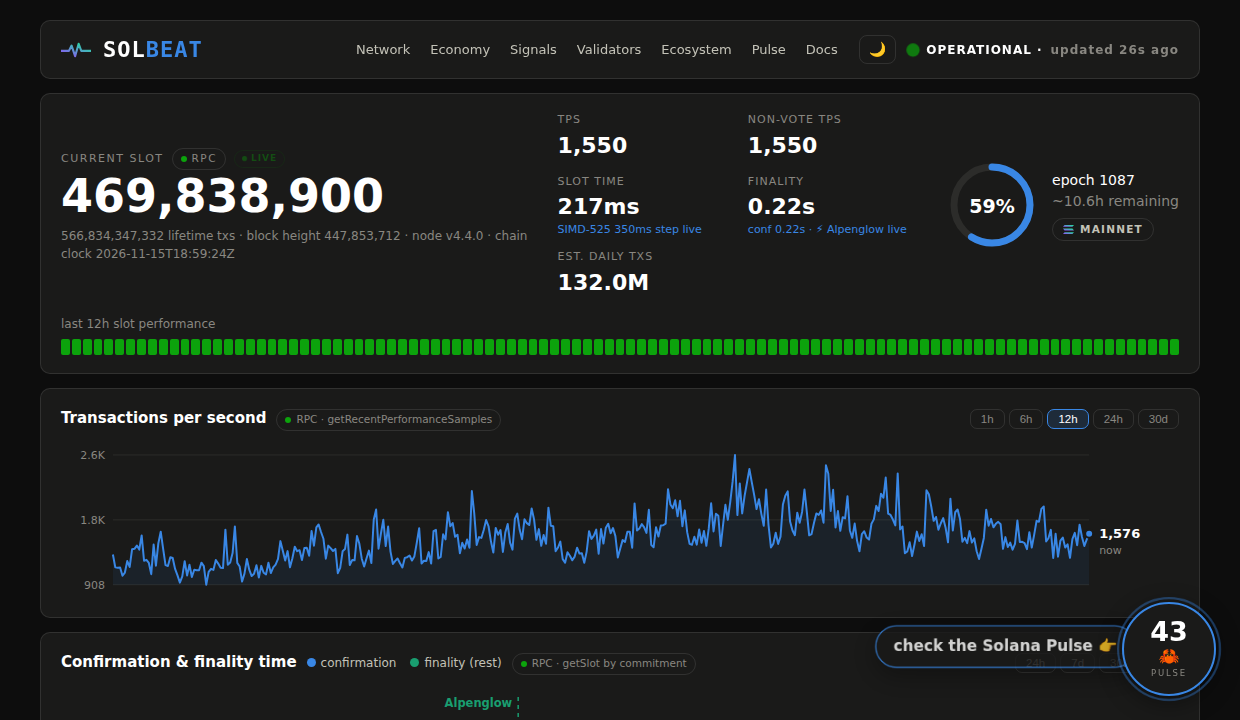 SOLBEAT
Network Economy Signals Validators Ecosystem Pulse Docs
OPERATIONAL · updated 26s ago
CURRENT SLOT RPC LIVE
469,838,900
566,834,347,332 lifetime txs · block height 447,853,712 · node v4.4.0 · chain
clock 2026-11-15T18:59:24Z
TPS
1,550
NON-VOTE TPS
1,550
SLOT TIME
217ms
SIMD-525 350ms step live
FINALITY
0.22s
conf 0.22s · ⚡ Alpenglow live
EST. DAILY TXS
132.0M
59%
epoch 1087
~10.6h remaining
MAINNET
last 12h slot performance
Transactions per second RPC · getRecentPerformanceSamples
1h 6h 12h 24h 30d
2.6K
1.8K
908
1,576
now
Confirmation & finality time confirmation finality (rest) RPC · getSlot by commitment
24h 7d
Alpenglow
check the Solana Pulse 👉
43
🦀
PULSE